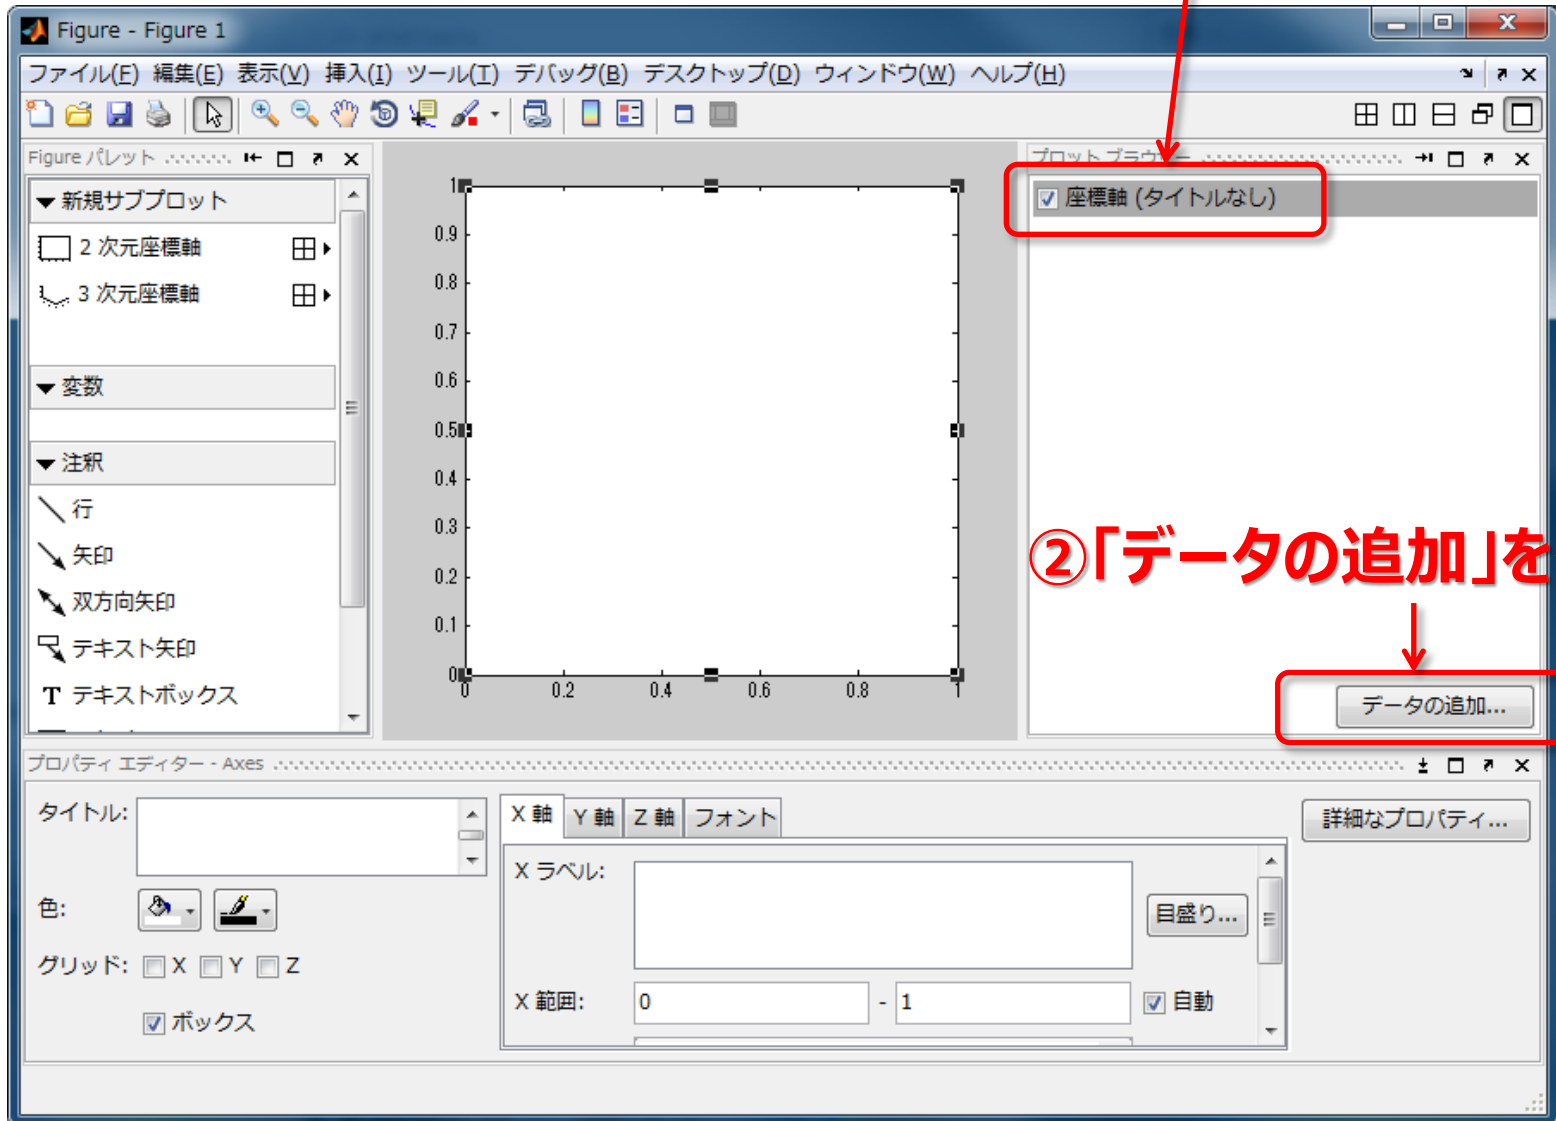 Figure - Figure 1
ファイル(F) 編集(E) 表示(V) 挿入(I) ツール(T) デバッグ(B) デスクトップ(D) ウィンドウ(W) ヘルプ(H)
Figure パレット
▼新規サブプロット
2 次元座標軸
3 次元座標軸
▼変数
▼注釈
行
矢印
双方向矢印
テキスト矢印
T テキストボックス
1
0.9
0.8
0.7
0.6
0.5
0.4
0.3
0.2
0.1
0
0 0.2 0.4 0.6 0.8 1
プロット ブラウザー
座標軸 (タイトルなし)
②「データの追加」を
データの追加...
プロパティ エディター - Axes
タイトル:
色:
グリッド: X Y Z
ボックス
X 軸 Y 軸 Z 軸 フォント
X ラベル:
目盛り...
X 範囲: 0 - 1 自動
詳細なプロパティ...